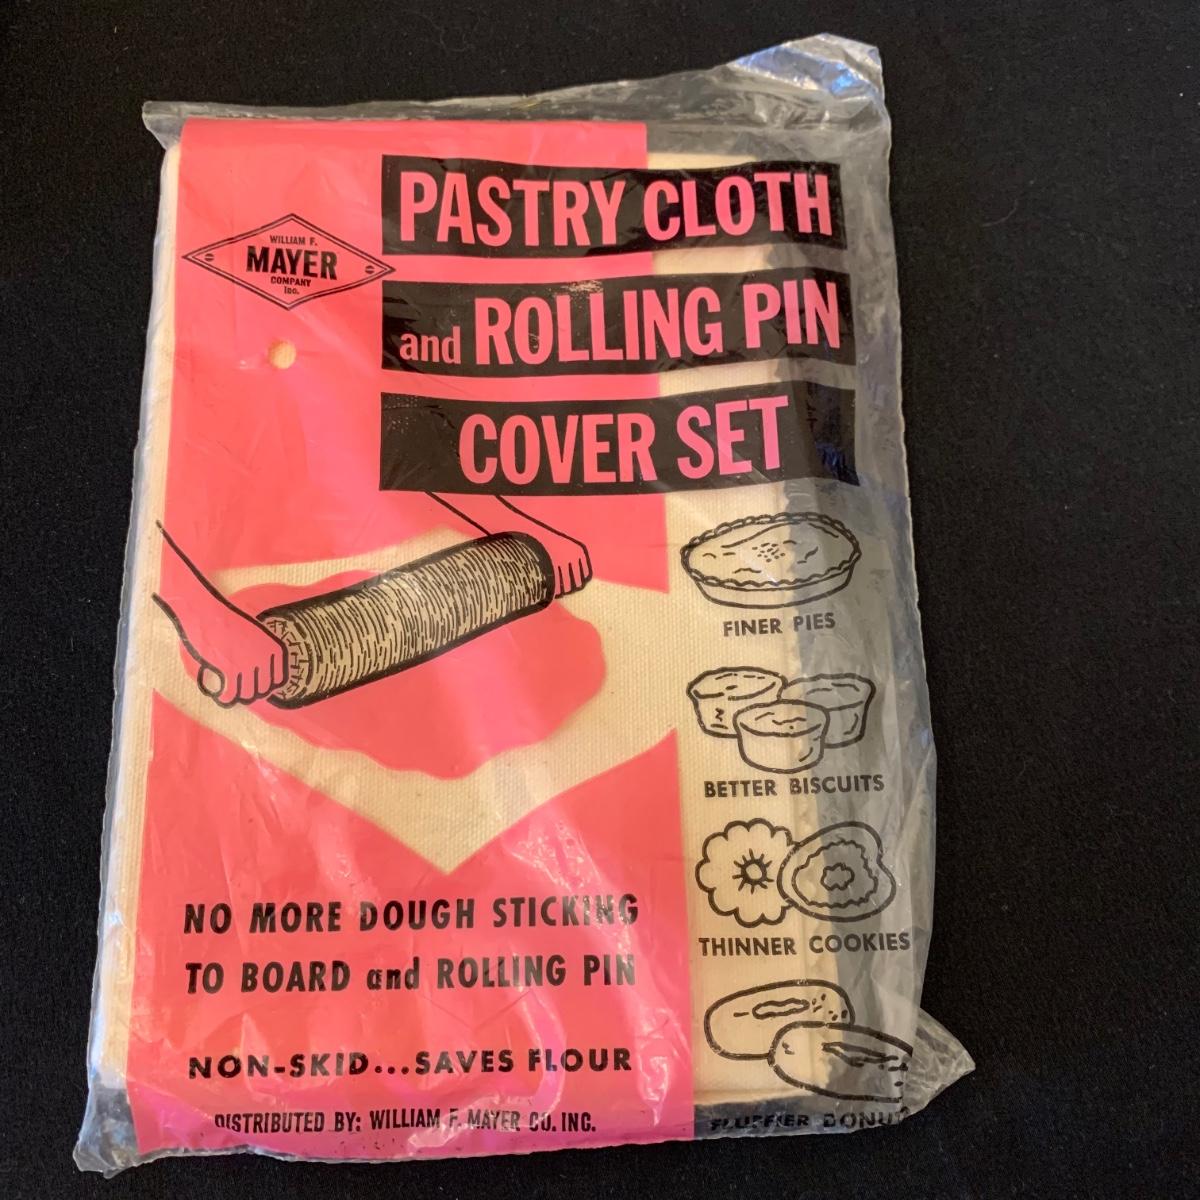 WILLIAM F.
MAYER
COMPANY
Inc.
PASTRY CLOTH
and ROLLING PIN
COVER SET
FINER PIES
BETTER BISCUITS
THINNER COOKIES
FLUFFIER DONUT
NO MORE DOUGH STICKING
TO BOARD and ROLLING PIN
NON-SKID...SAVES FLOUR
DISTRIBUTED BY: WILLIAM F. MAYER CO. INC.